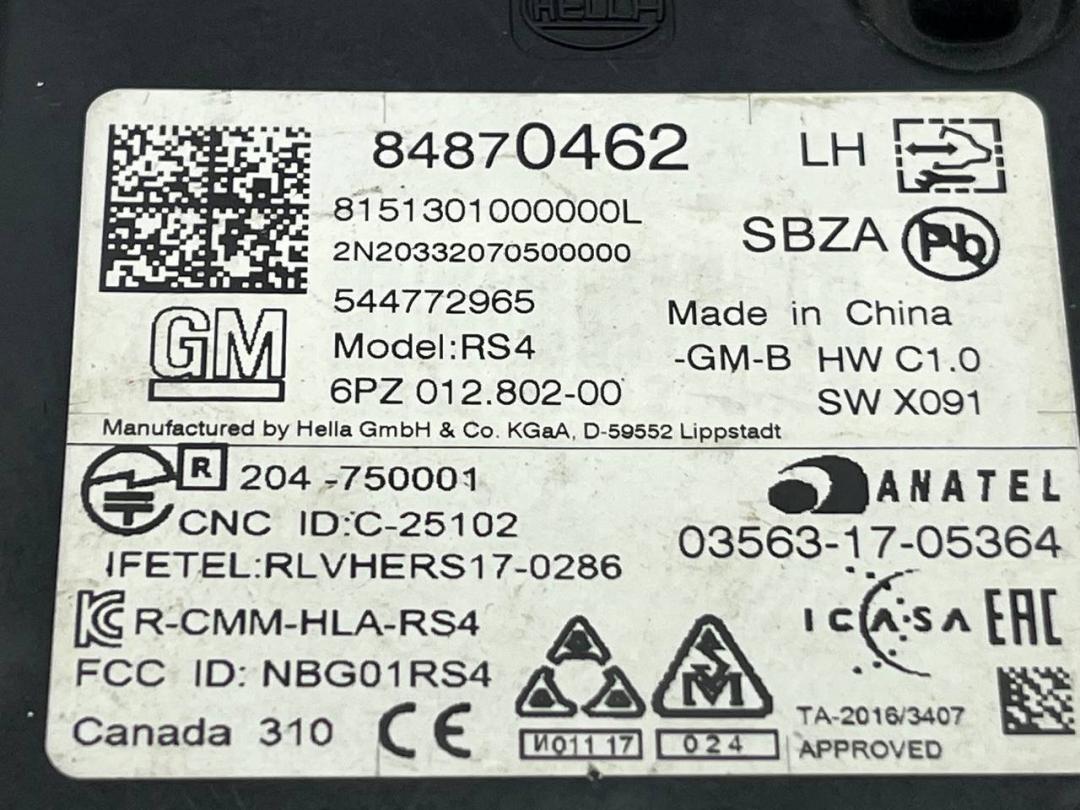 HELLA
84870462
LH
8151301000000L
2N20332070500000
SBZA
Pb
544772965
Made in China
GM
Model:RS4
-GM-B HW C1.0
6PZ 012.802-00
SW X091
Manufactured by Hella GmbH & Co. KGaA, D-59552 Lippstadt
R 204-750001
ANATEL
CNC ID:C-25102
03563-17-05364
IFETEL:RLVHERS17-0286
R-CMM-HLA-RS4
ICASA
EAC
FCC ID: NBG01RS4
TA-2016/3407
Canada 310
CE
И011 17
024
APPROVED